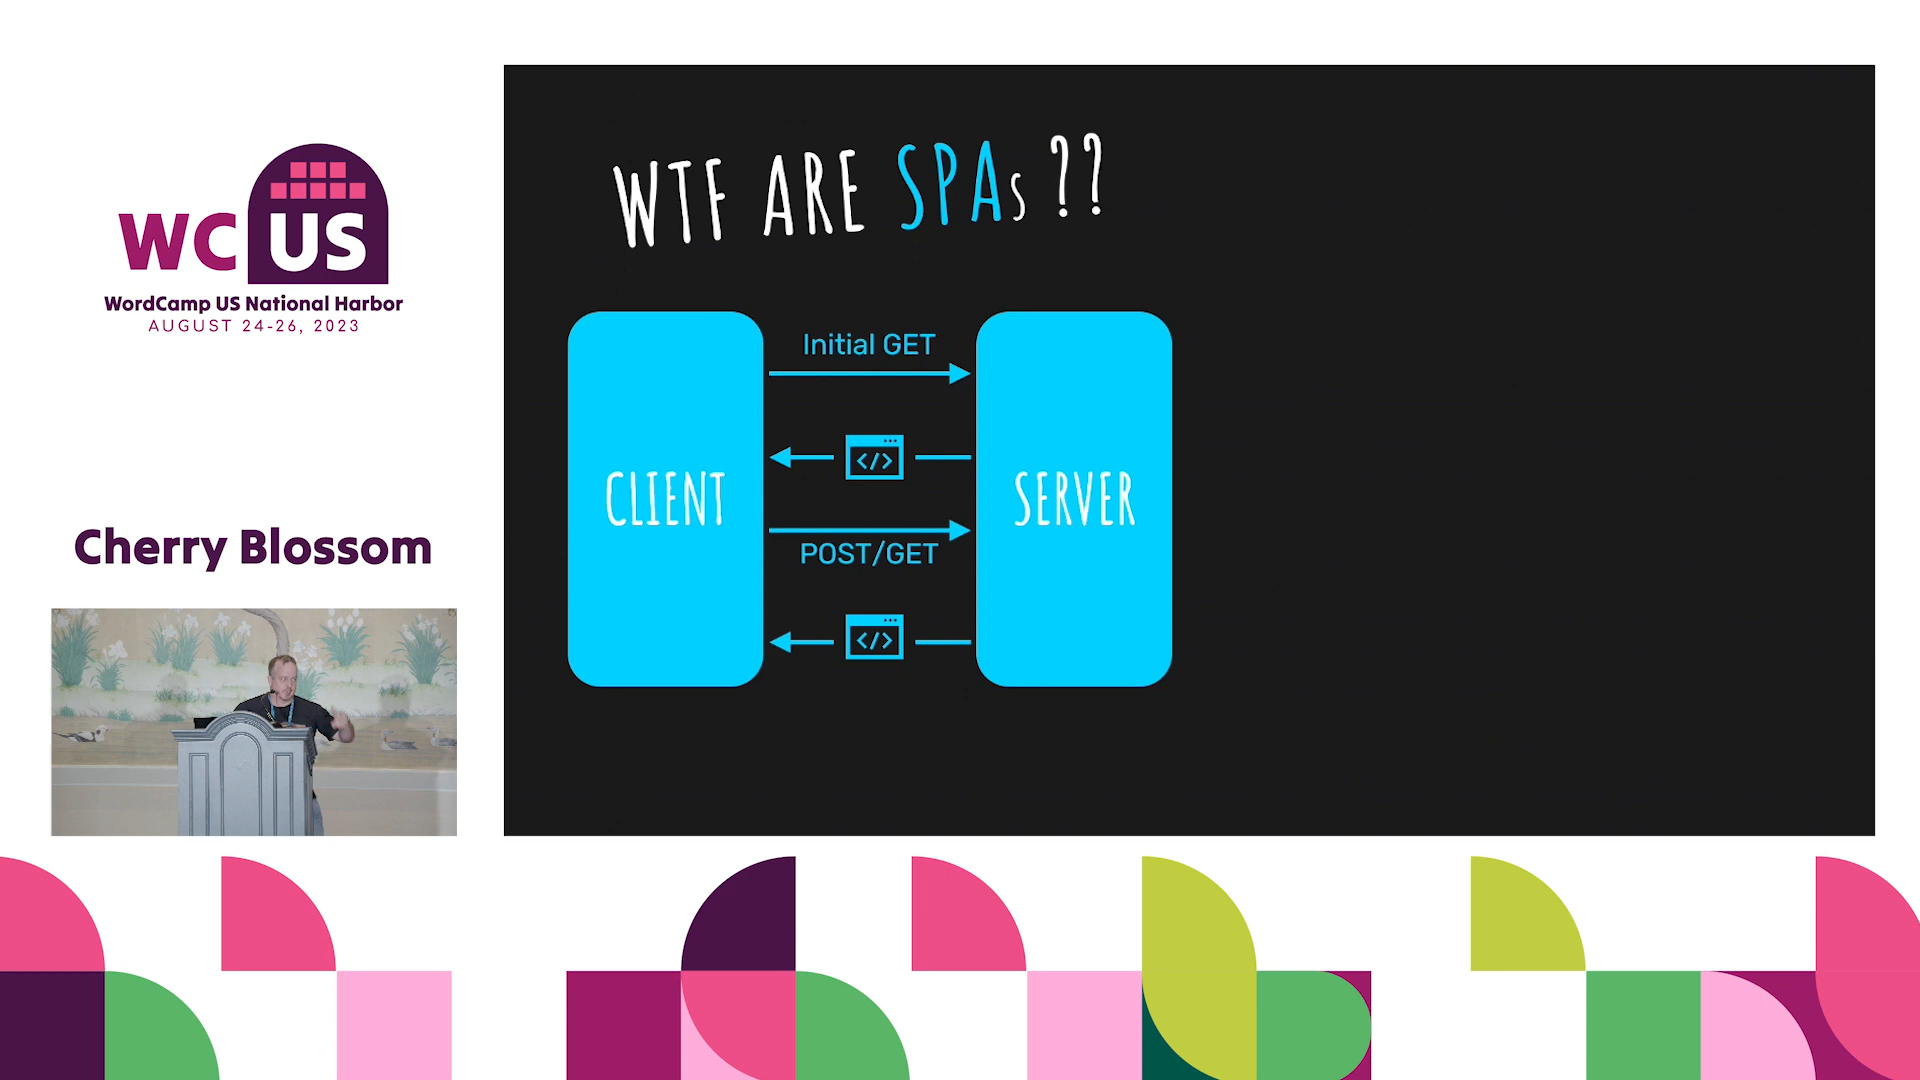 WC US
WordCamp US National Harbor
AUGUST 24-26, 2023
Cherry Blossom
WTF ARE SPAs ??
Initial GET
</>
CLIENT
SERVER
POST/GET
</>